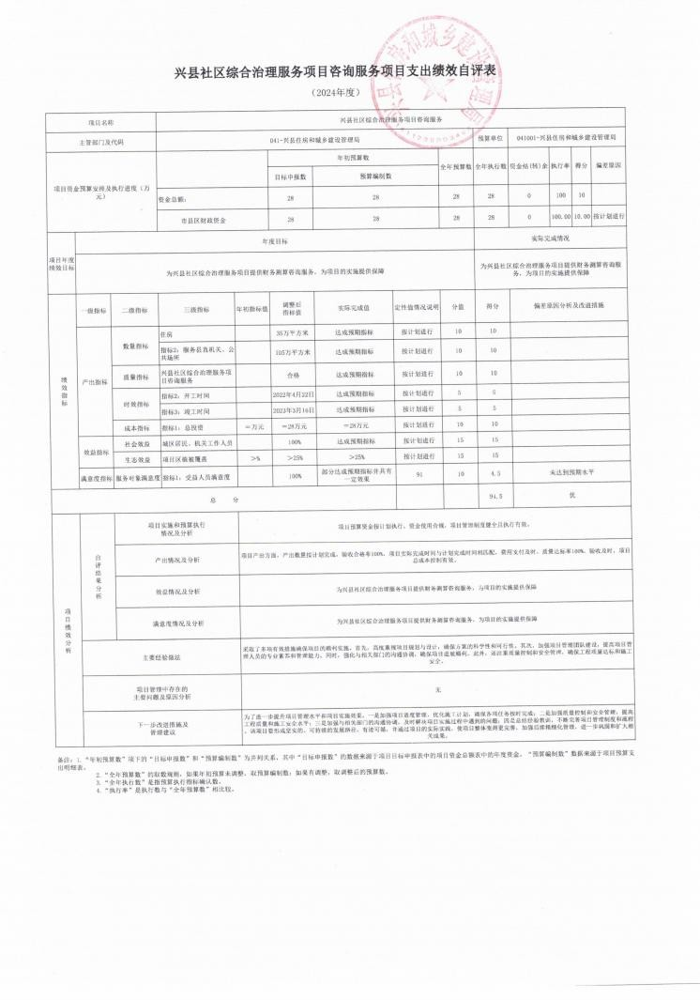 兴县社区综合治理服务项目咨询服务项目支出绩效自评表
（2024年度）
项目名称 兴县社区综合治理服务项目咨询服务
主管部门及代码 041-兴县住房和城乡建设管理局 预算单位 041001-兴县住房和城乡建设管理局
项目资金预算安排及执行进度（万元） 年初预算数 全年预算数 全年执行数 资金结(转)余 执行率 得分 偏差原因
目标申报数 预算编制数
资金总额: 28 28 28 28 0 100 10
市县区财政资金 28 28 28 28 0 100.00 10.00 按计划进行
项目年度绩效目标 年度目标 实际完成情况
为兴县社区综合治理服务项目提供财务测算咨询服务，为项目的实施提供保障 为兴县社区综合治理服务项目提供财务测算咨询服务，为项目的实施提供保障
绩效指标 一级指标 二级指标 三级指标 年初指标值 调整后指标值 实际完成值 定性值情况说明 分值 得分 偏差原因分析及改进措施
产出指标 数量指标 住房 35万平方米 达成预期指标 按计划进行 10 10
指标2：服务县直机关、公共场所 105万平方米 达成预期指标 按计划进行 10 10
质量指标 兴县社区综合治理服务项目咨询服务 合格 达成预期指标 按计划进行 10 10
时效指标 指标2：开工时间 2022年4月22日 达成预期指标 按计划进行 5 5
指标3：竣工时间 2023年3月16日 达成预期指标 按计划进行 5 5
成本指标 指标1：总投资 =万元 =28万元 =28万元 按计划进行 10 10
效益指标 社会效益 城区居民、机关工作人员 100% 达成预期指标 按计划进行 15 15
生态效益 项目区植被覆盖 >% >25% >25% 按计划进行 15 15
满意度指标 服务对象满意度 指标1：受益人员满意度 100% 部分达成预期指标并具有一定效果 91 10 4.5 未达到预期水平
总 分 94.5 优
项目绩效分析 自评结果分析 项目实施和预算执行情况及分析 项目预算资金按计划执行，资金使用合规，项目管理制度健全且执行有效。
产出情况及分析 项目产出方面，产出数量按计划完成，验收合格率100%，项目实际完成时间与计划完成时间相匹配，费用支付及时，质量达标率100%，验收及时，项目总成本控制有效。
效益情况及分析 为兴县社区综合治理服务项目提供财务测算咨询服务，为项目的实施提供保障
满意度情况及分析 为兴县社区综合治理服务项目提供财务测算咨询服务，为项目的实施提供保障
主要经验做法 采取了多项有效措施确保项目的顺利实施。首先，高度重视项目规划与设计，确保方案的科学性和可行性。其次，加强项目管理团队建设，提高项目管
理人员的专业素养和管理能力。同时，强化与相关部门的沟通协调，确保项目进展顺利。此外，还注重质量控制和安全管理，确保工程质量达标和施工
安全。
项目管理中存在的主要问题及原因分析 无
下一步改进措施及管理建议 为了进一步提升项目管理水平和项目实施效果，一是加强项目进度管理，优化施工计划，确保各项任务按时完成；二是加强质量控制和安全管理，提高
工程质量和施工安全水平；三是加强与相关部门的沟通协调，及时解决项目实施过程中遇到的问题；四是总结经验教训，不断完善项目管理制度和流程
，该项目要形成坚实的、可持续的发展路径，有迹可循，并通过项目的实际实践，使项目整体变得更完善，加强后续精细化管理，进一步巩固和扩大相
关成果。
备注：1.“年初预算数”项下的“目标申报数”和“预算编制数”为并列关系，其中“目标申报数”的数据来源于项目目标申报表中的项目资金总额表中的年度资金，“预算编制数”数据来源于项目预算支
出明细表。
2.“全年预算数”的取数规则，如果年初预算未调整，取预算编制数；如果有调整，取调整后的预算数。
3.“全年执行数”是指预算执行指标确认数。
4.“执行率”是执行数与“全年预算数”相比较。